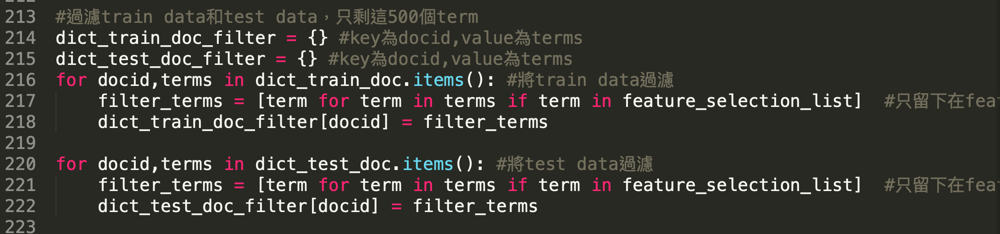 213 #過濾train data和test data，只剩這500個term
214 dict_train_doc_filter = {} #key為docid,value為terms
215 dict_test_doc_filter = {} #key為docid,value為terms
216 for docid,terms in dict_train_doc.items(): #將train data過濾
217     filter_terms = [term for term in terms if term in feature_selection_list]  #只留下在fea
218     dict_train_doc_filter[docid] = filter_terms
219
220 for docid,terms in dict_test_doc.items(): #將test data過濾
221     filter_terms = [term for term in terms if term in feature_selection_list]  #只留下在fea
222     dict_test_doc_filter[docid] = filter_terms
223